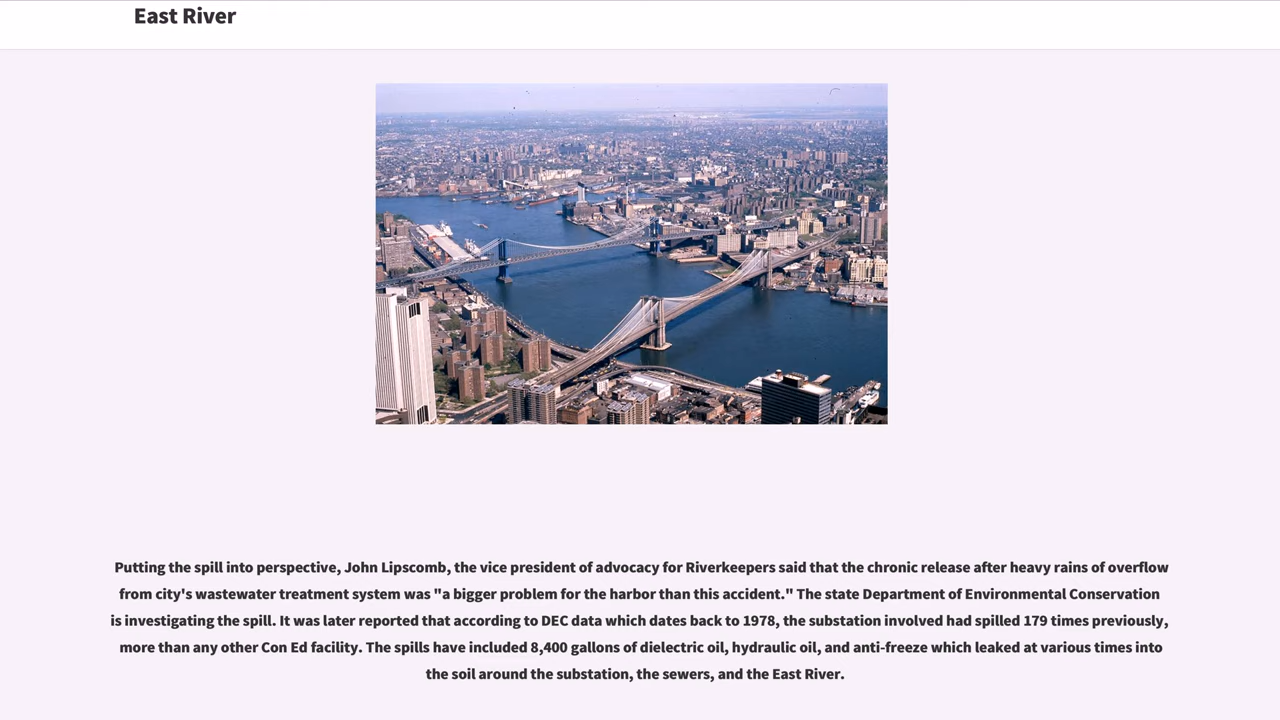 East River
Putting the spill into perspective, John Lipscomb, the vice president of advocacy for Riverkeepers said that the chronic release after heavy rains of overflow
from city's wastewater treatment system was "a bigger problem for the harbor than this accident." The state Department of Environmental Conservation
is investigating the spill. It was later reported that according to DEC data which dates back to 1978, the substation involved had spilled 179 times previously,
more than any other Con Ed facility. The spills have included 8,400 gallons of dielectric oil, hydraulic oil, and anti-freeze which leaked at various times into
the soil around the substation, the sewers, and the East River.